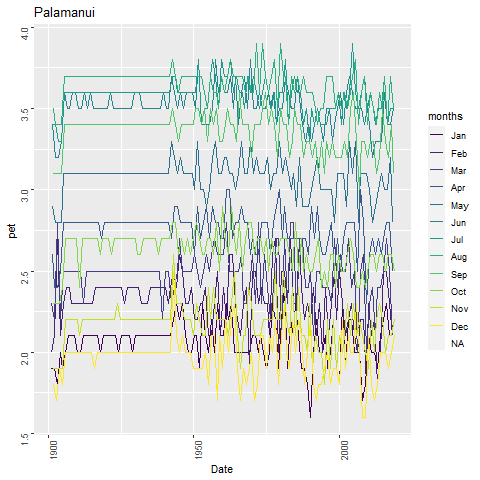 Palamanui
4.0
3.5
3.0
2.5
2.0
1.5
pet
1900
1950
2000
Date
months
Jan
Feb
Mar
Apr
May
Jun
Jul
Aug
Sep
Oct
Nov
Dec
NA